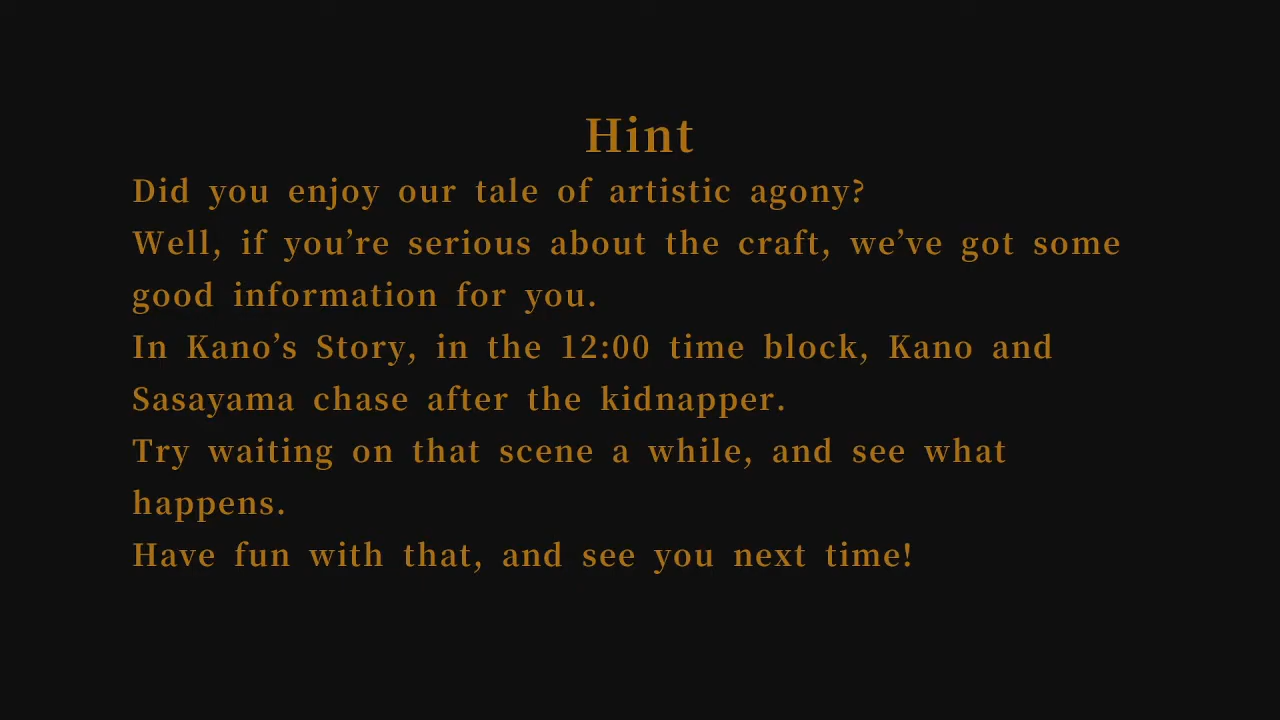 Hint
Did you enjoy our tale of artistic agony?
Well, if you’re serious about the craft, we’ve got some
good information for you.
In Kano’s Story, in the 12:00 time block, Kano and
Sasayama chase after the kidnapper.
Try waiting on that scene a while, and see what
happens.
Have fun with that, and see you next time!